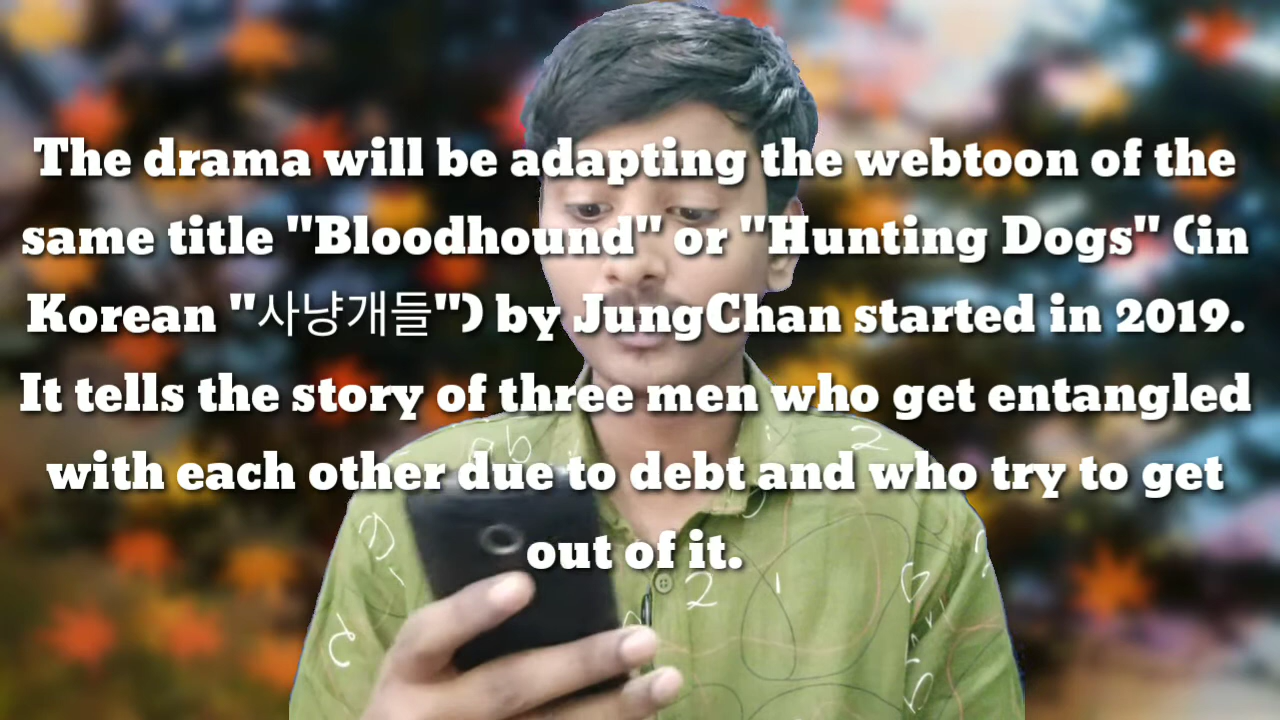 The drama will be adapting the webtoon of the
same title "Bloodhound" or "Hunting Dogs" (in
Korean "사냥개들") by JungChan started in 2019.
It tells the story of three men who get entangled
with each other due to debt and who try to get
out of it.